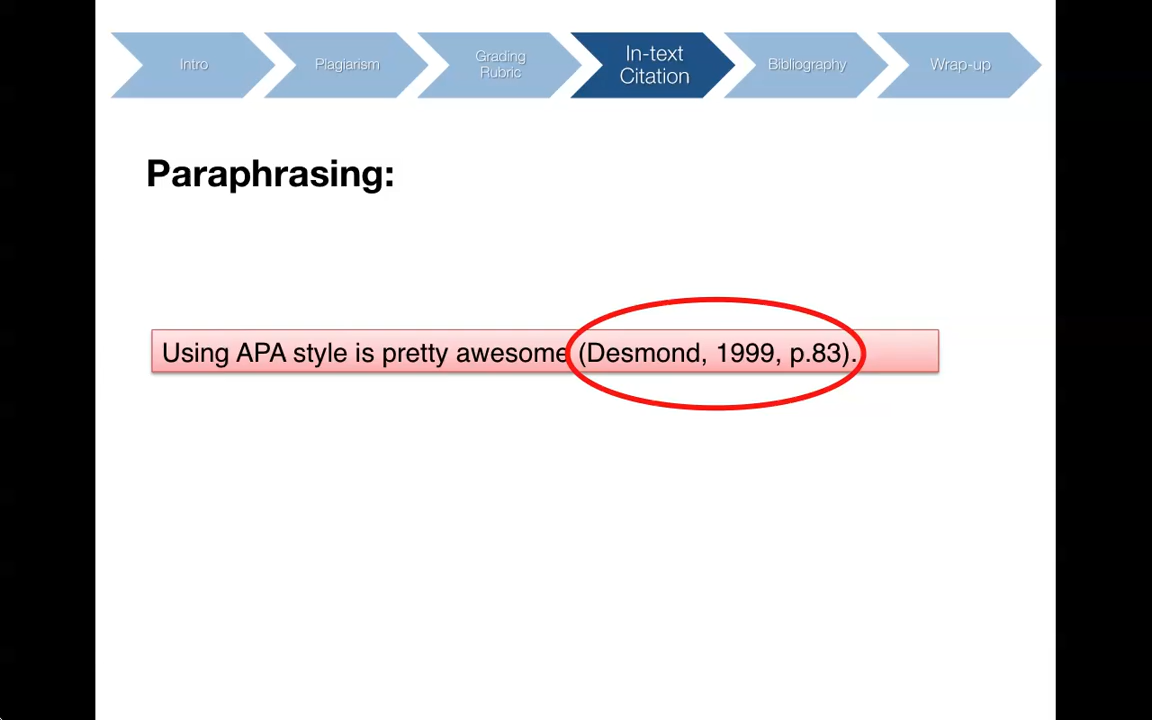 Intro
Plagiarism
Grading
Rubric
In-text
Citation
Bibliography
Wrap-up
Paraphrasing:
Using APA style is pretty awesome (Desmond, 1999, p.83).